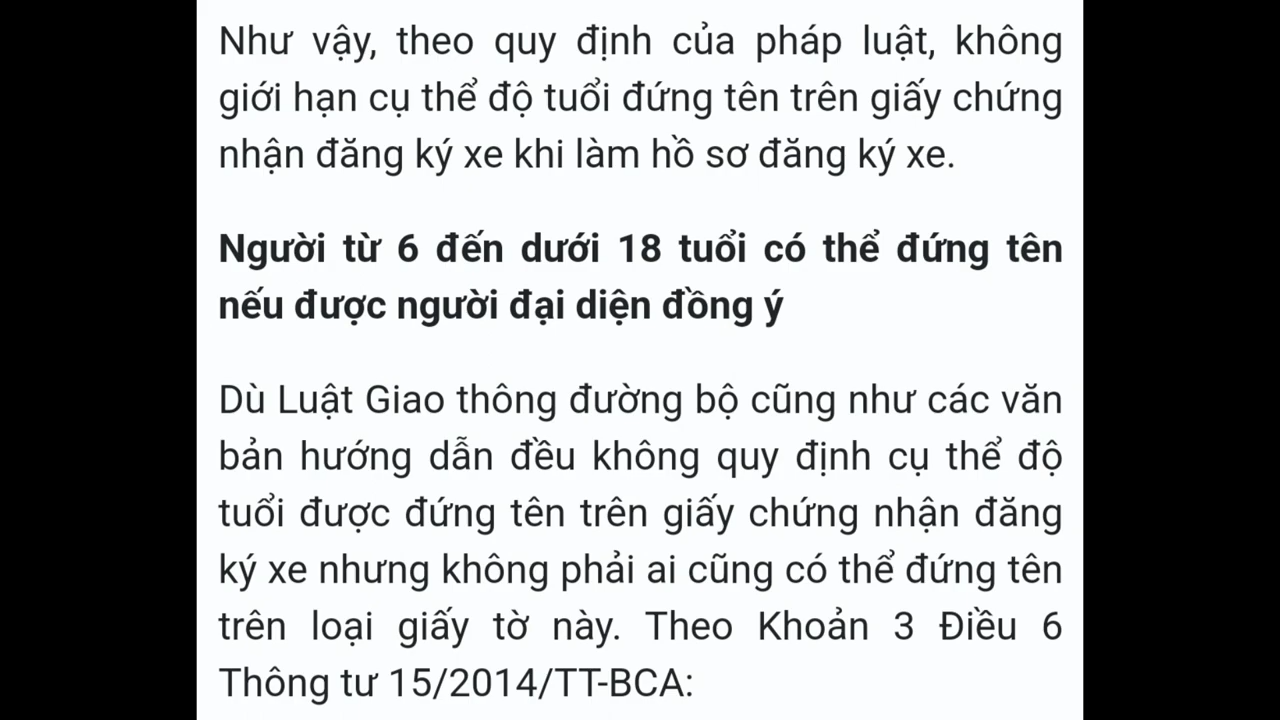 Như vậy, theo quy định của pháp luật, không
giới hạn cụ thể độ tuổi đứng tên trên giấy chứng
nhận đăng ký xe khi làm hồ sơ đăng ký xe.
Người từ 6 đến dưới 18 tuổi có thể đứng tên
nếu được người đại diện đồng ý
Dù Luật Giao thông đường bộ cũng như các văn
bản hướng dẫn đều không quy định cụ thể độ
tuổi được đứng tên trên giấy chứng nhận đăng
ký xe nhưng không phải ai cũng có thể đứng tên
trên loại giấy tờ này. Theo Khoản 3 Điều 6
Thông tư 15/2014/TT-BCA: